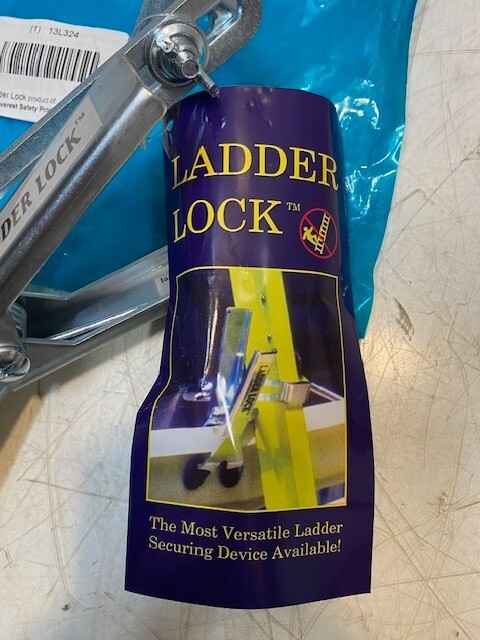 (1) 13L324
der Lock product of
verest Safety Pro
DER LOCK™
LADDER
LOCK™
LADDER LOCK
The Most Versatile Ladder
Securing Device Available!